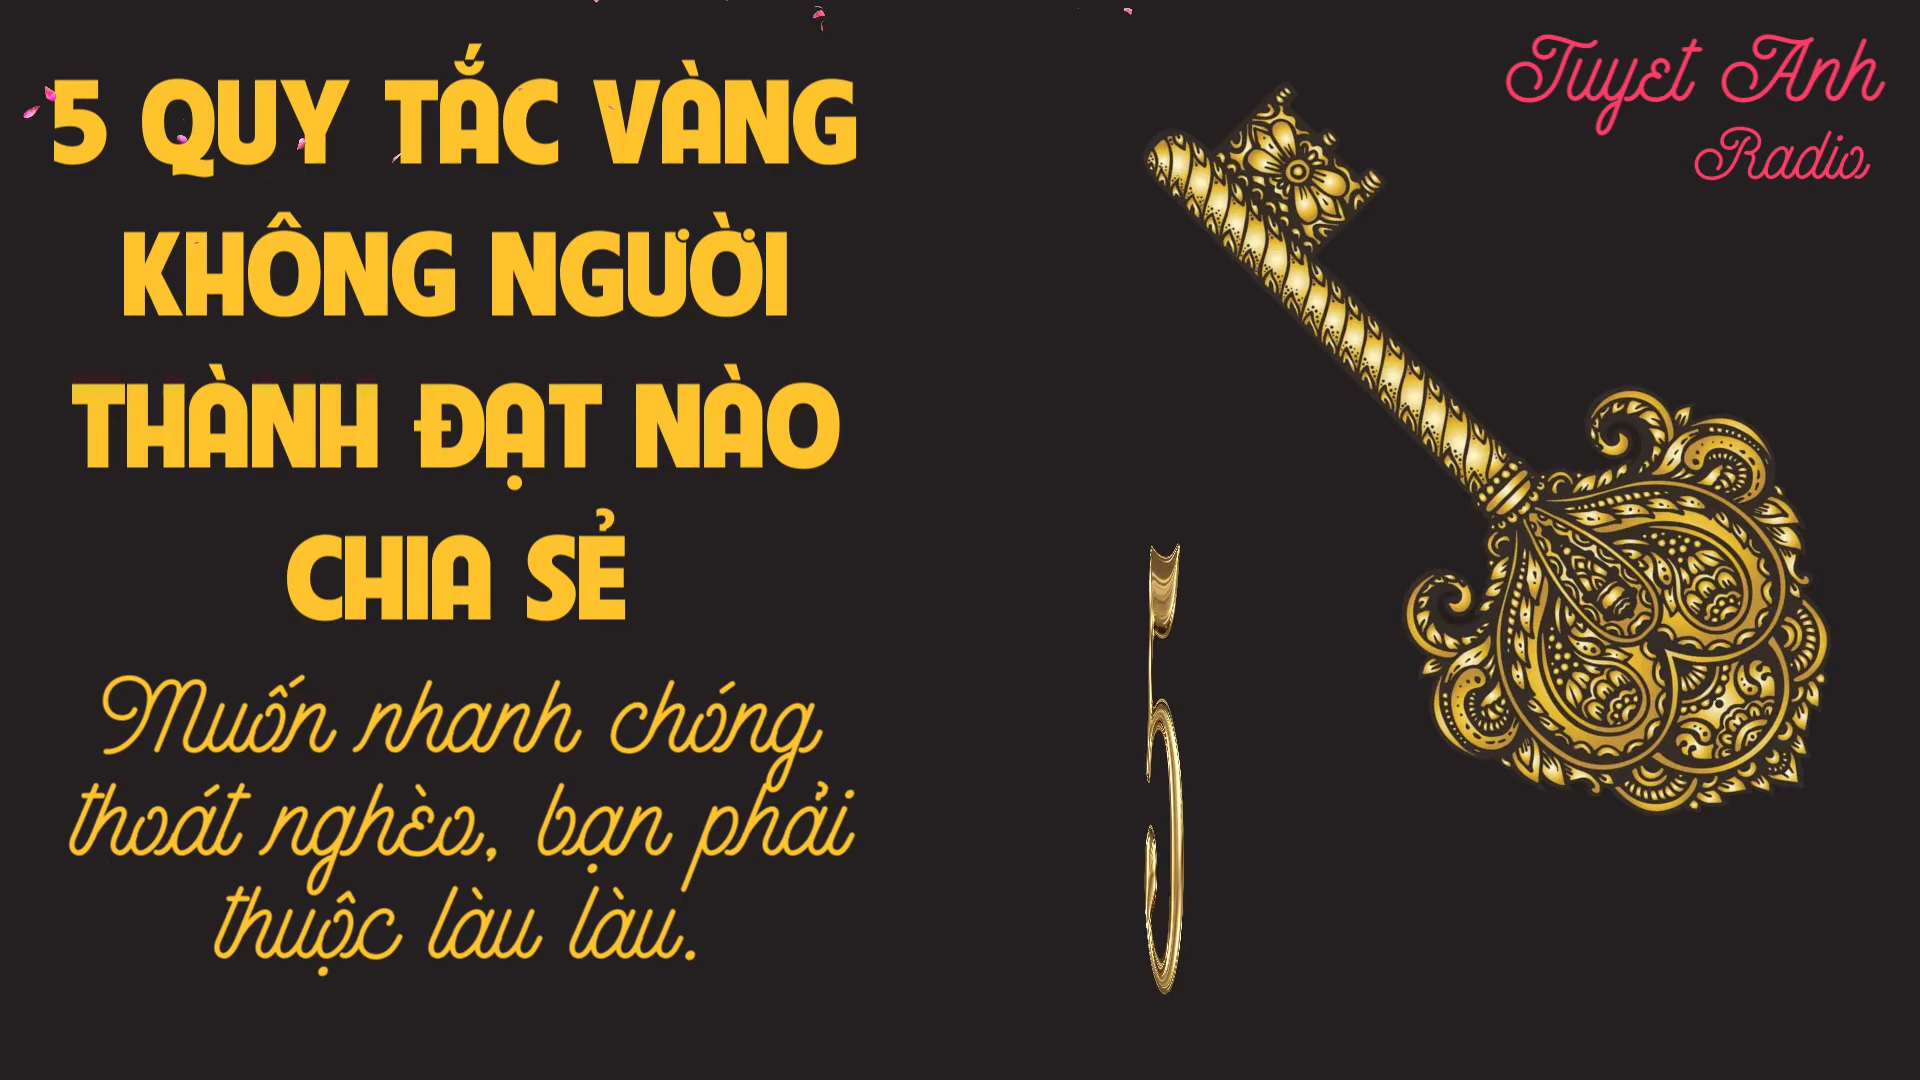 5 QUY TẮC VÀNG
KHÔNG NGƯỜI
THÀNH ĐẠT NÀO
CHIA SẺ
Muốn nhanh chóng
thoát nghèo, bạn phải
thuộc làu làu.
Tuyet Anh
Radio
5